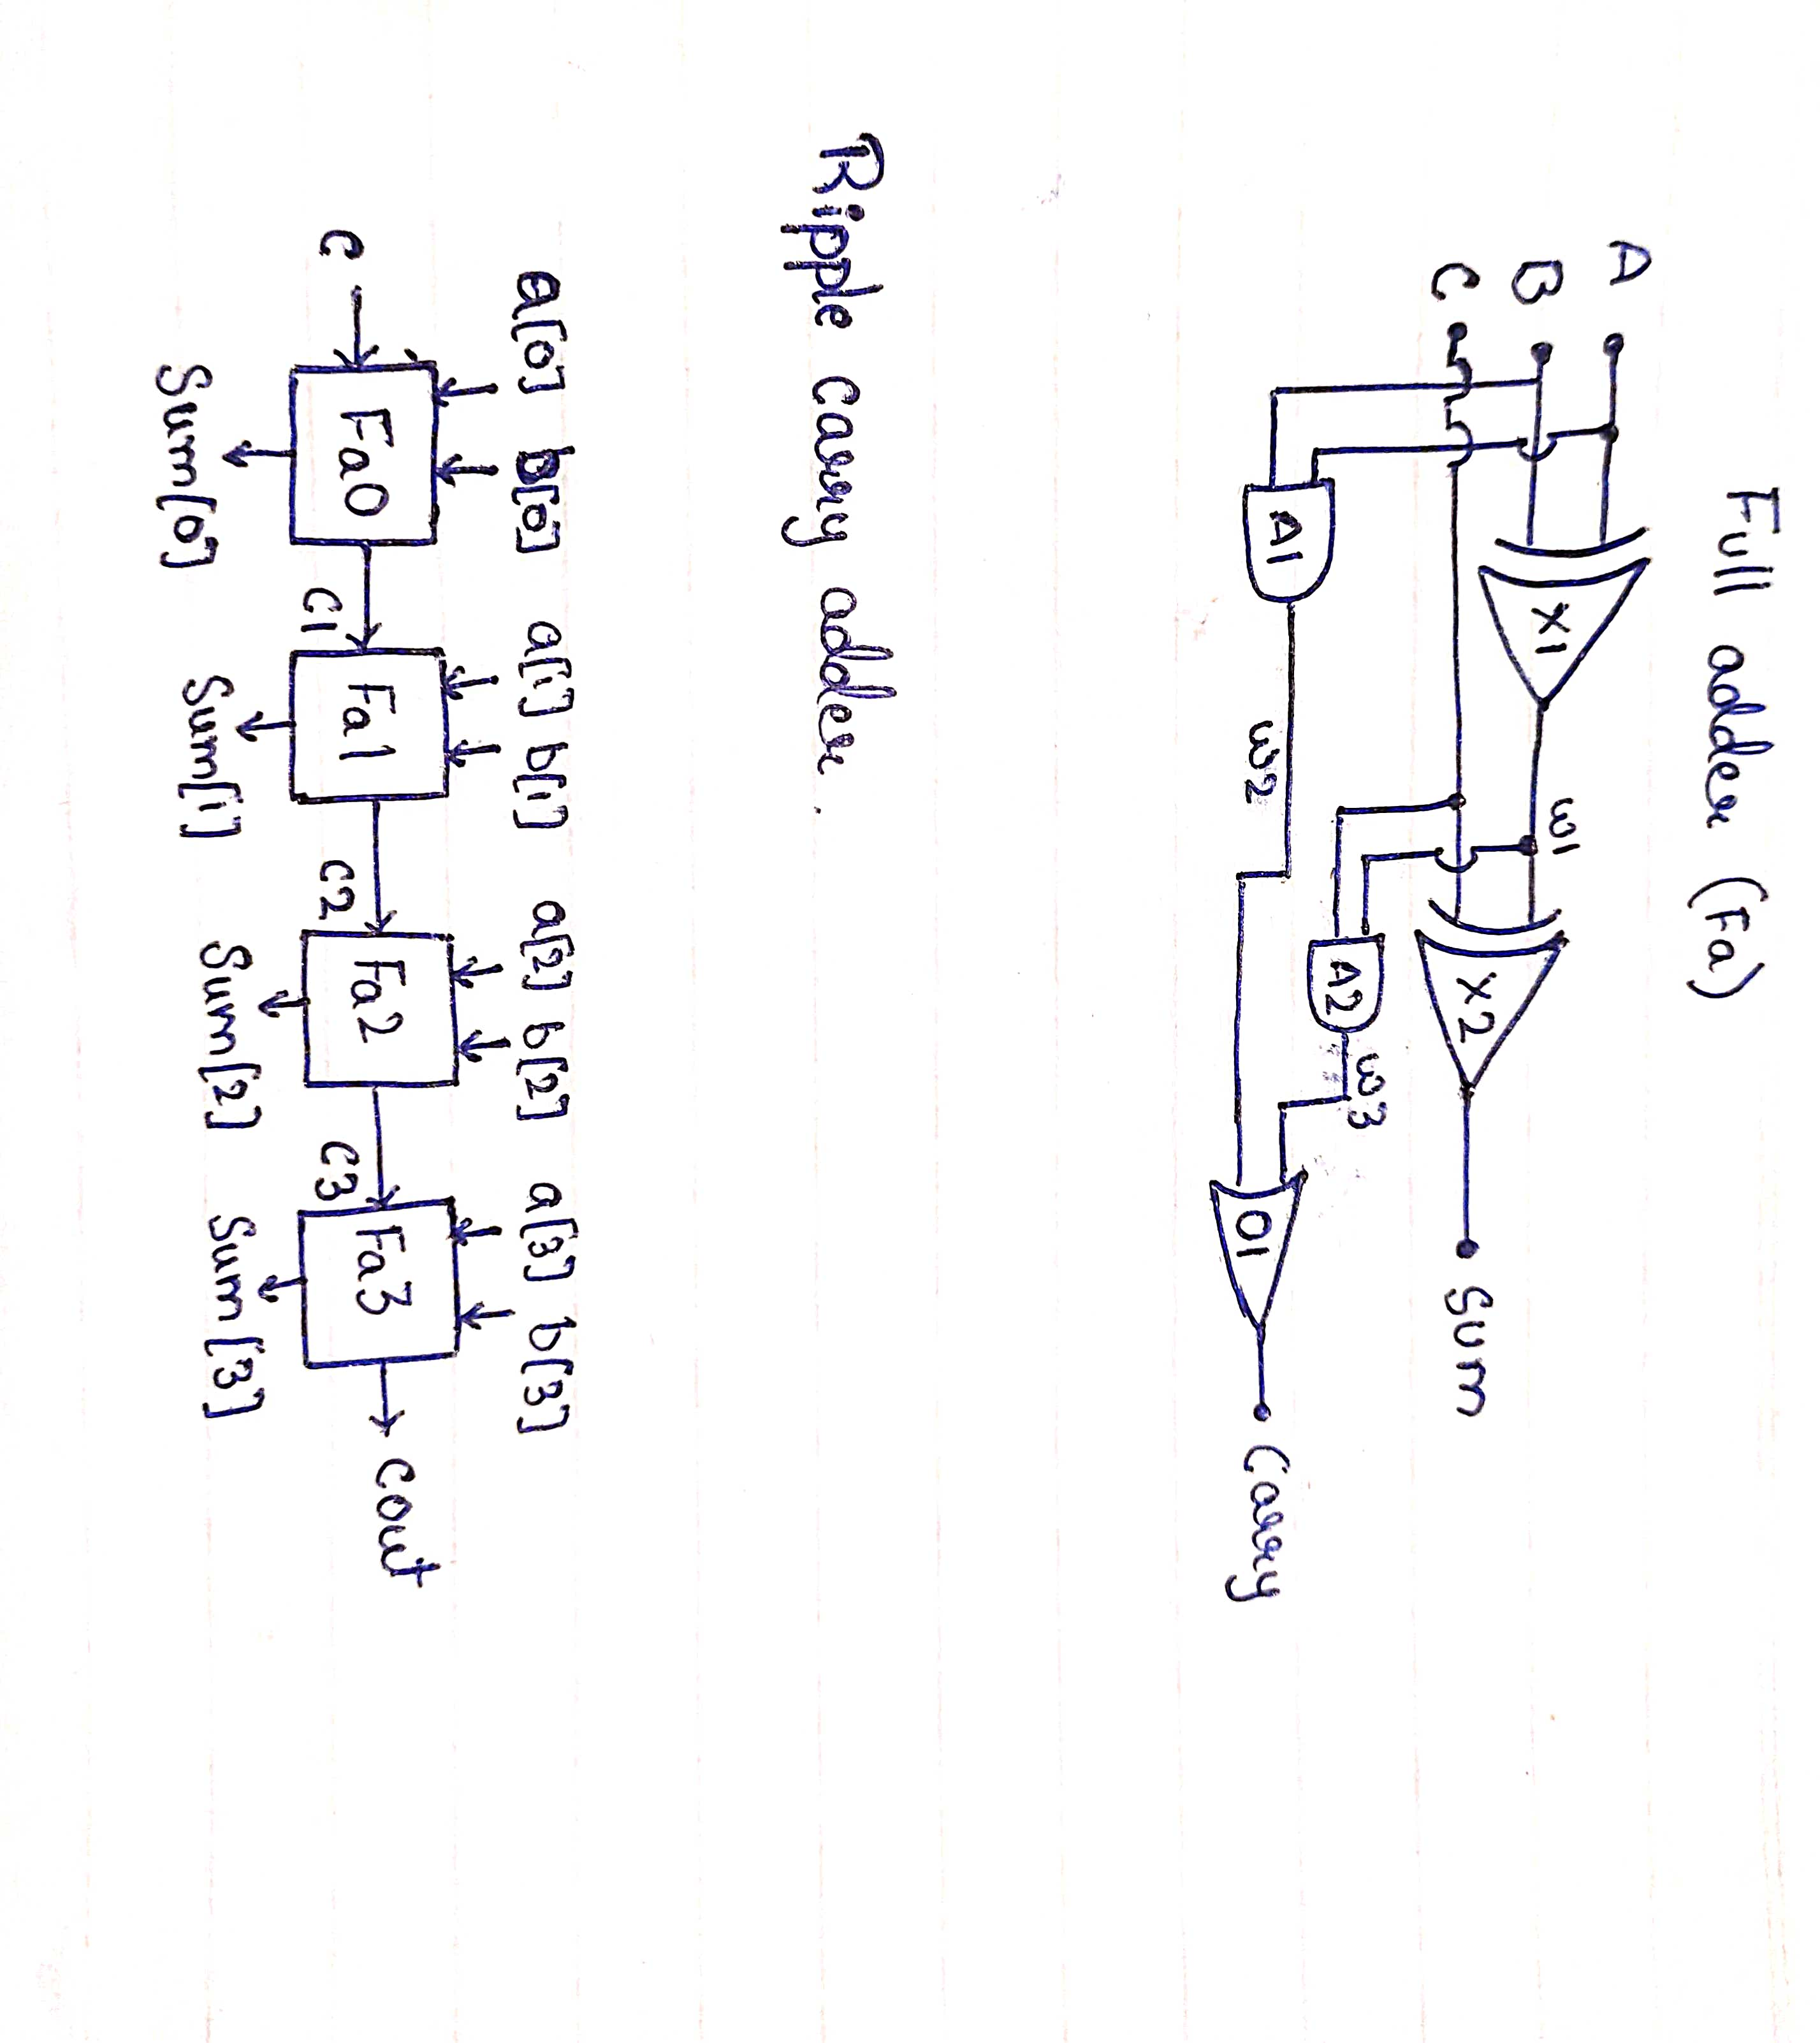 Full adder (Fa)
A
B
C
X1
w1
X2
Sum
A1
w2
A2
w3
O1
Carry
Ripple carry adder.
a[0] b[0] a[1] b[1] a[2] b[2] a[3] b[3]
C Fa0 C1 Fa1 C2 Fa2 C3 Fa3 Cout
Sum[0] Sum[1] Sum[2] Sum[3]